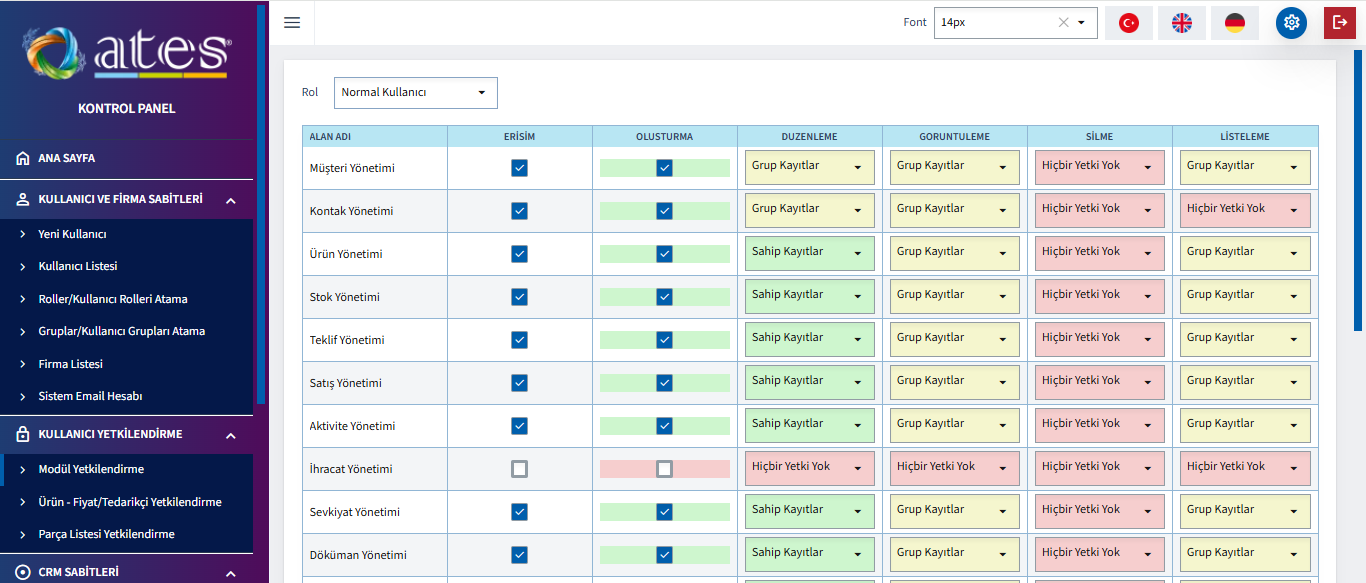 ates®
KONTROL PANEL
ANA SAYFA
KULLANICI VE FİRMA SABİTLERİ
Yeni Kullanıcı
Kullanıcı Listesi
Roller/Kullanıcı Rolleri Atama
Gruplar/Kullanıcı Grupları Atama
Firma Listesi
Sistem Email Hesabı
KULLANICI YETKİLENDİRME
Modül Yetkilendirme
Ürün - Fiyat/Tedarikçi Yetkilendirme
Parça Listesi Yetkilendirme
CRM SABİTLERİ
Font 14px
Rol Normal Kullanıcı
ALAN ADI ERİSİM OLUSTURMA DUZENLEME GORUNTULEME SİLME LİSTELEME
Müşteri Yönetimi Grup Kayıtlar Grup Kayıtlar Hiçbir Yetki Yok Grup Kayıtlar
Kontak Yönetimi Grup Kayıtlar Grup Kayıtlar Hiçbir Yetki Yok Hiçbir Yetki Yok
Ürün Yönetimi Sahip Kayıtlar Grup Kayıtlar Hiçbir Yetki Yok Grup Kayıtlar
Stok Yönetimi Sahip Kayıtlar Grup Kayıtlar Hiçbir Yetki Yok Grup Kayıtlar
Teklif Yönetimi Sahip Kayıtlar Grup Kayıtlar Hiçbir Yetki Yok Grup Kayıtlar
Satış Yönetimi Sahip Kayıtlar Grup Kayıtlar Hiçbir Yetki Yok Grup Kayıtlar
Aktivite Yönetimi Sahip Kayıtlar Grup Kayıtlar Hiçbir Yetki Yok Grup Kayıtlar
İhracat Yönetimi Hiçbir Yetki Yok Hiçbir Yetki Yok Hiçbir Yetki Yok Hiçbir Yetki Yok
Sevkiyat Yönetimi Sahip Kayıtlar Grup Kayıtlar Hiçbir Yetki Yok Grup Kayıtlar
Döküman Yönetimi Sahip Kayıtlar Grup Kayıtlar Hiçbir Yetki Yok Grup Kayıtlar